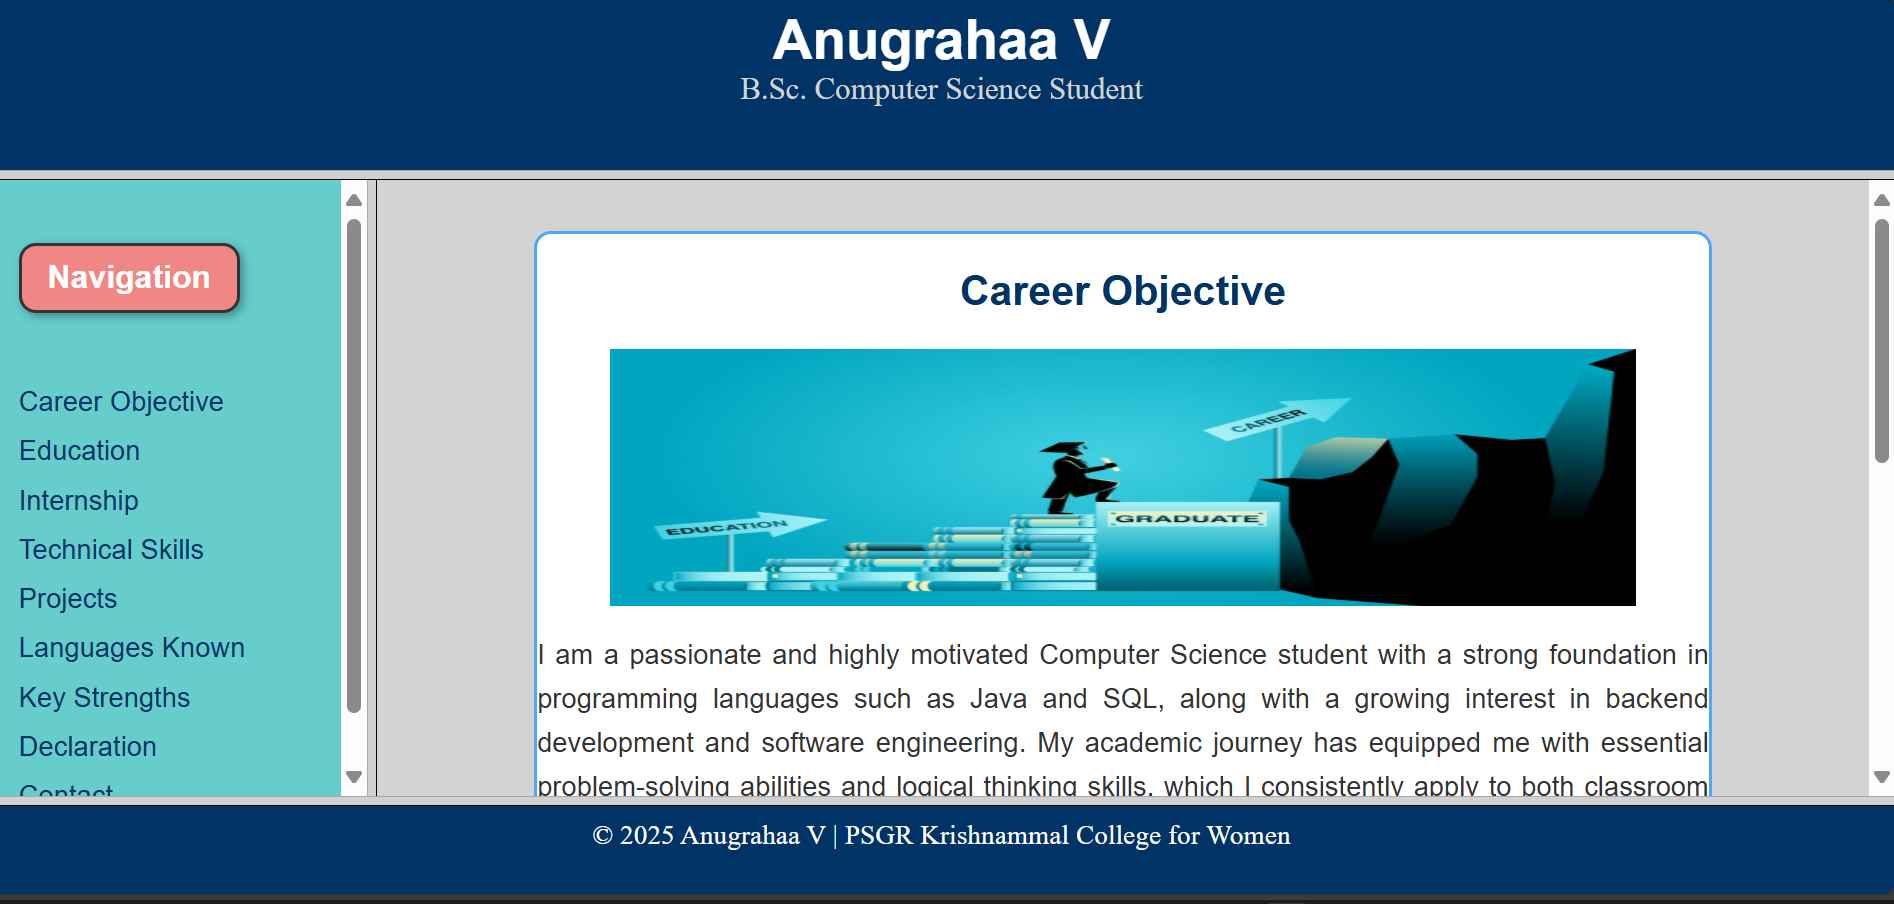 Anugrahaa V
B.Sc. Computer Science Student
Navigation
Career Objective
Education
Internship
Technical Skills
Projects
Languages Known
Key Strengths
Declaration
Contact
Career Objective
CAREER
EDUCATION
GRADUATE
I am a passionate and highly motivated Computer Science student with a strong foundation in
programming languages such as Java and SQL, along with a growing interest in backend
development and software engineering. My academic journey has equipped me with essential
problem-solving abilities and logical thinking skills, which I consistently apply to both classroom
© 2025 Anugrahaa V | PSGR Krishnammal College for Women